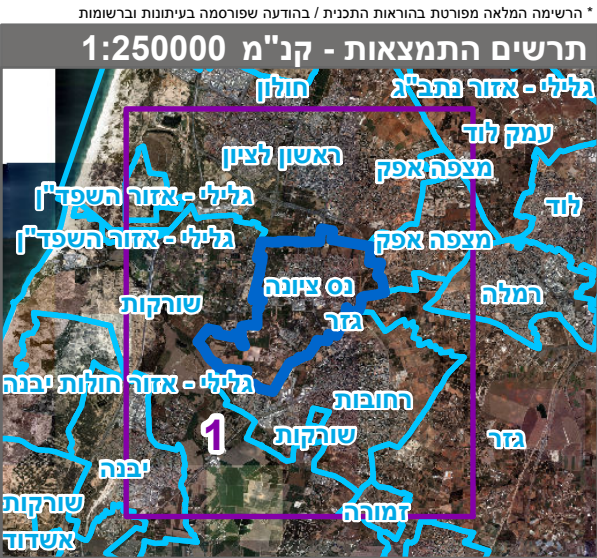 * הרשימה המלאה מפורטת בהוראות התכנית / בהודעה שפורסמה בעיתונות וברשומות
תרשים התמצאות - קנ"מ 1:250000
חולון
גלילי - אזור נתב"ג
עמק לוד
ראשון לציון
מצפה אפק
גלילי - אזור השפד"ן
לוד
גלילי - אזור השפד"ן
מצפה אפק
נס ציונה
רמלה
שורקות
גזר
גלילי - אזור חולות יבנה
רחובות
1
שורקות
גזר
יבנה
שורקות
זמורה
אשדוד